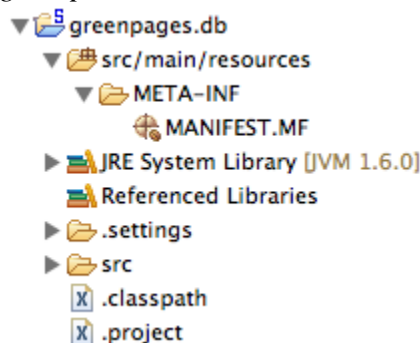 greenpages.db
src/main/resources
META-INF
MANIFEST.MF
JRE System Library [JVM 1.6.0]
Referenced Libraries
.settings
src
.classpath
.project